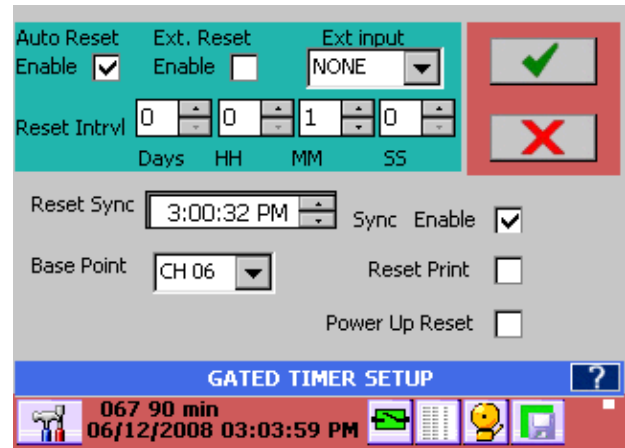 Auto Reset Ext. Reset Ext input
Enable Enable NONE
Reset Intrvl 0 0 1 0
Days HH MM SS
Reset Sync 3:00:32 PM Sync Enable
Base Point CH 06 Reset Print
Power Up Reset
GATED TIMER SETUP ?
067 90 min
06/12/2008 03:03:59 PM